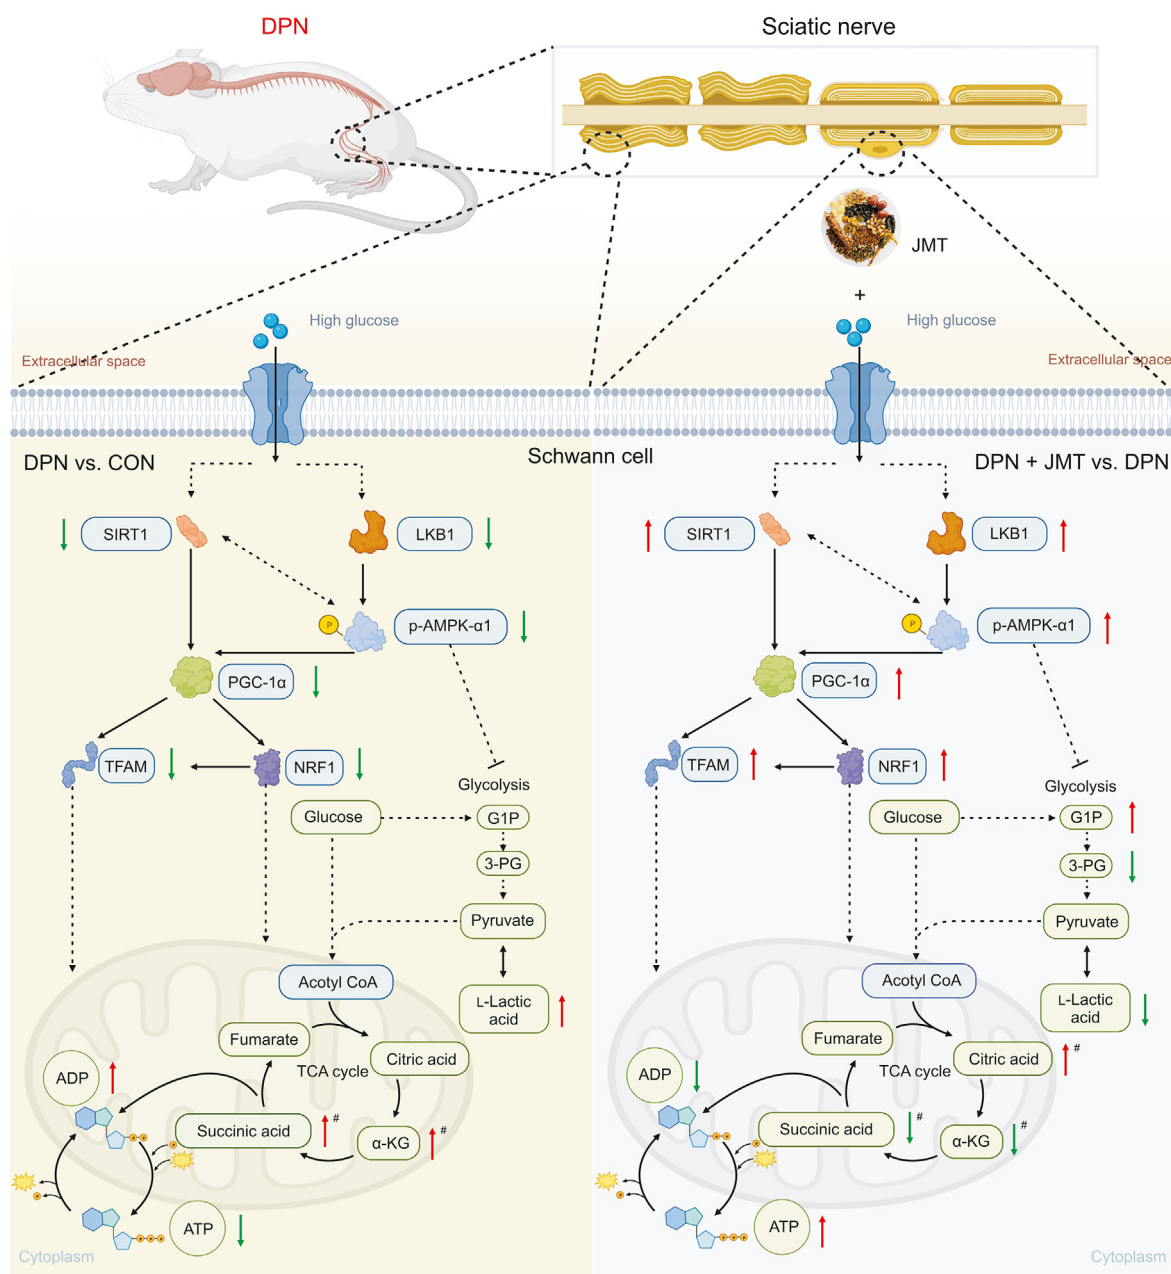 DPN
Sciatic nerve
JMT
+
High glucose
High glucose
Extracellular space
Extracellular space
DPN vs. CON
Schwann cell
DPN + JMT vs. DPN
SIRT1
LKB1
P
p-AMPK-α1
PGC-1α
TFAM
NRF1
Glycolysis
Glucose
G1P
3-PG
Pyruvate
Acotyl CoA
L-Lactic
acid
Fumarate
Citric acid
TCA cycle
ADP
Succinic acid
#
α-KG
#
P
P
P
P
P
P
P
ATP
Cytoplasm
SIRT1
LKB1
P
p-AMPK-α1
PGC-1α
TFAM
NRF1
Glycolysis
Glucose
G1P
3-PG
Pyruvate
Acotyl CoA
L-Lactic
acid
Fumarate
Citric acid
#
TCA cycle
ADP
Succinic acid
#
α-KG
#
P
P
P
P
P
P
P
ATP
Cytoplasm